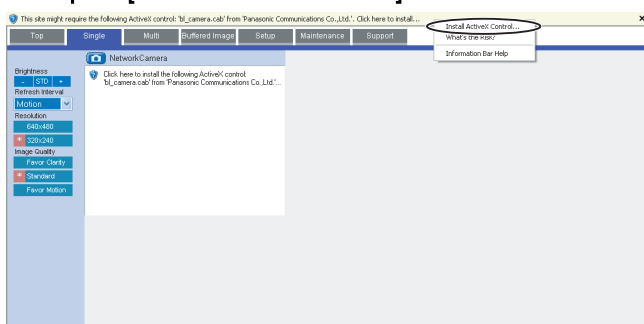 This site might require the following ActiveX control: 'bl_camera.cab' from 'Panasonic Communications Co.,Ltd.'. Click here to install...
Install ActiveX Control...
What's the Risk?
Information Bar Help
Top Single Multi Buffered Image Setup Maintenance Support
NetworkCamera
Click here to install the following ActiveX control:
'bl_camera.cab' from 'Panasonic Communications Co.,Ltd.'...
Brightness
- STD +
Refresh Interval
Motion
Resolution
640x480
* 320x240
Image Quality
Favor Clarity
* Standard
Favor Motion